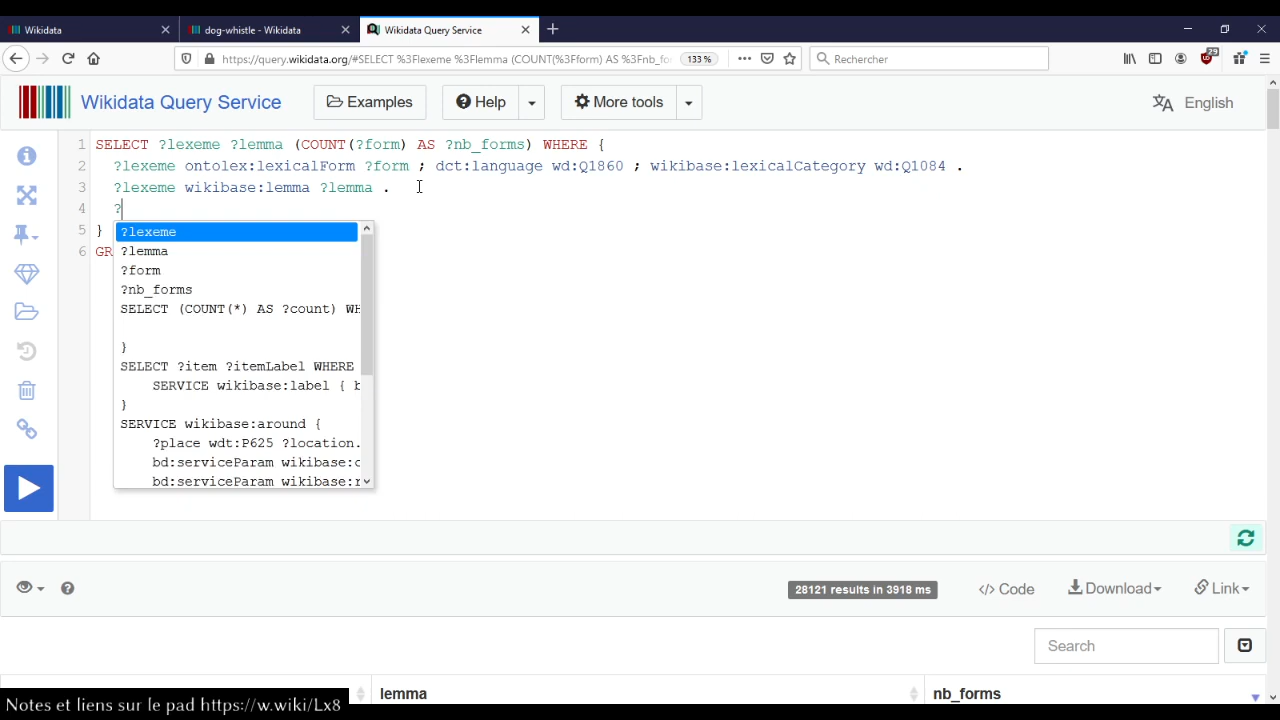 Wikidata
dog-whistle - Wikidata
Wikidata Query Service
https://query.wikidata.org/#SELECT %3Flexeme %3Flemma (COUNT(%3Fform) AS %3Fnb_fo
133 %
Rechercher
29
Wikidata Query Service
Examples
Help
More tools
English
1 SELECT ?lexeme ?lemma (COUNT(?form) AS ?nb_forms) WHERE {
2 ?lexeme ontolex:lexicalForm ?form ; dct:language wd:Q1860 ; wikibase:lexicalCategory wd:Q1084 .
3 ?lexeme wikibase:lemma ?lemma .
4 ?
5 }
6 GR
?lexeme
?lemma
?form
?nb_forms
SELECT (COUNT(*) AS ?count) WH
}
SELECT ?item ?itemLabel WHERE
SERVICE wikibase:label { b
}
SERVICE wikibase:around {
?place wdt:P625 ?location.
bd:serviceParam wikibase:c
bd:serviceParam wikibase:r
28121 results in 3918 ms
</> Code
Download
Link
Search
lemma
nb_forms
Notes et liens sur le pad https://w.wiki/Lx8